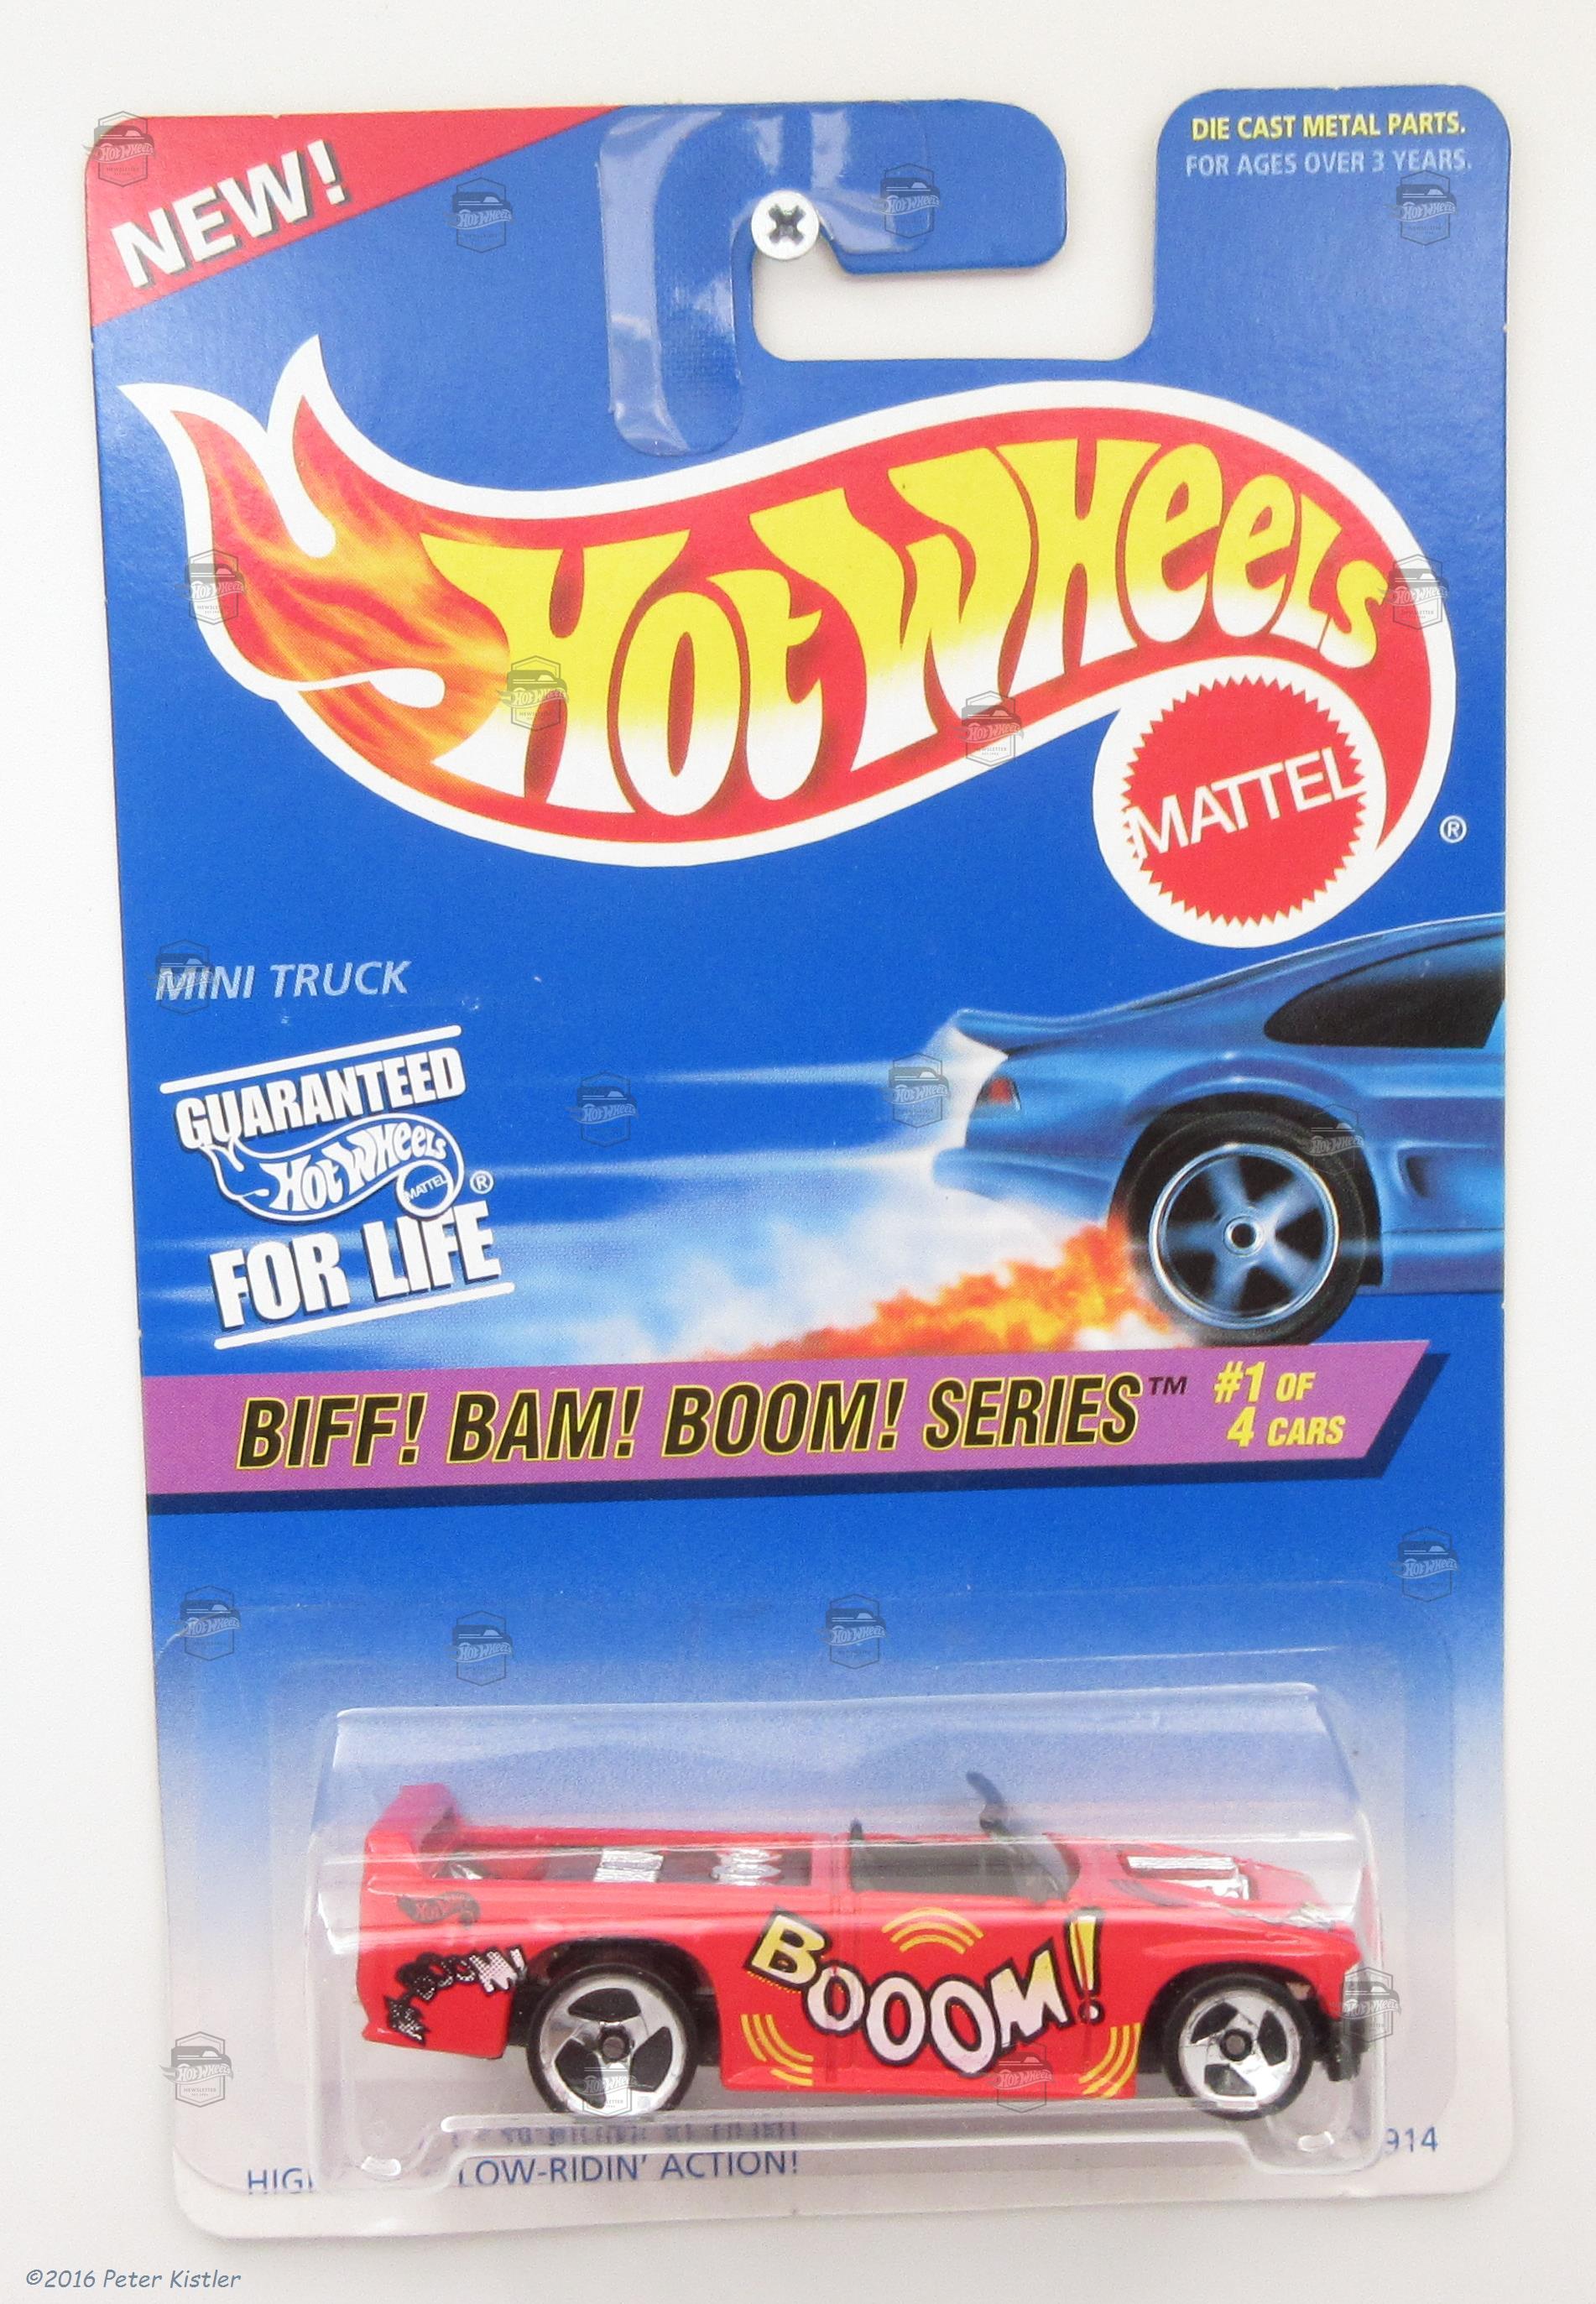 NEW!
DIE CAST METAL PARTS.
FOR AGES OVER 3 YEARS.
HOT WHEELS
MATTEL
®
MINI TRUCK
GUARANTEED
HOT WHEELS
MATTEL ®
FOR LIFE
BIFF! BAM! BOOM! SERIES™ #1 OF
4 CARS
BOOOM!
LOW-RIDIN' ACTION!
914
©2016 Peter Kistler